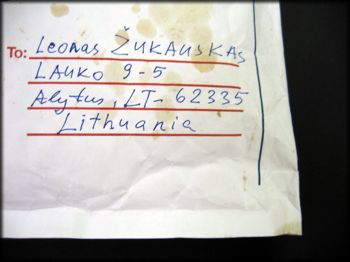 To: Leonas ŽUKAUSKAS
LAUKO 9-5
Alytus, LT-62335
Lithuania